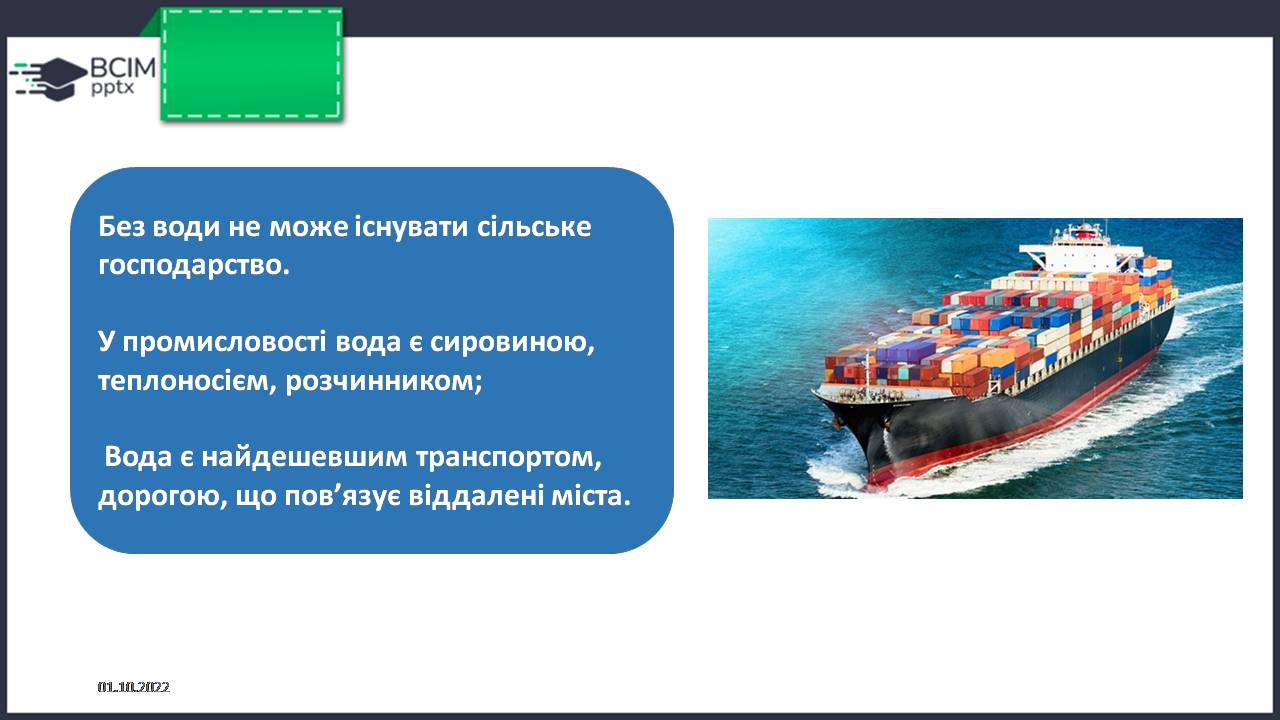 ВСІМ
pptx
Без води не може існувати сільське
господарство.
У промисловості вода є сировиною,
теплоносієм, розчинником;
Вода є найдешевшим транспортом,
дорогою, що пов’язує віддалені міста.
01.10.2022